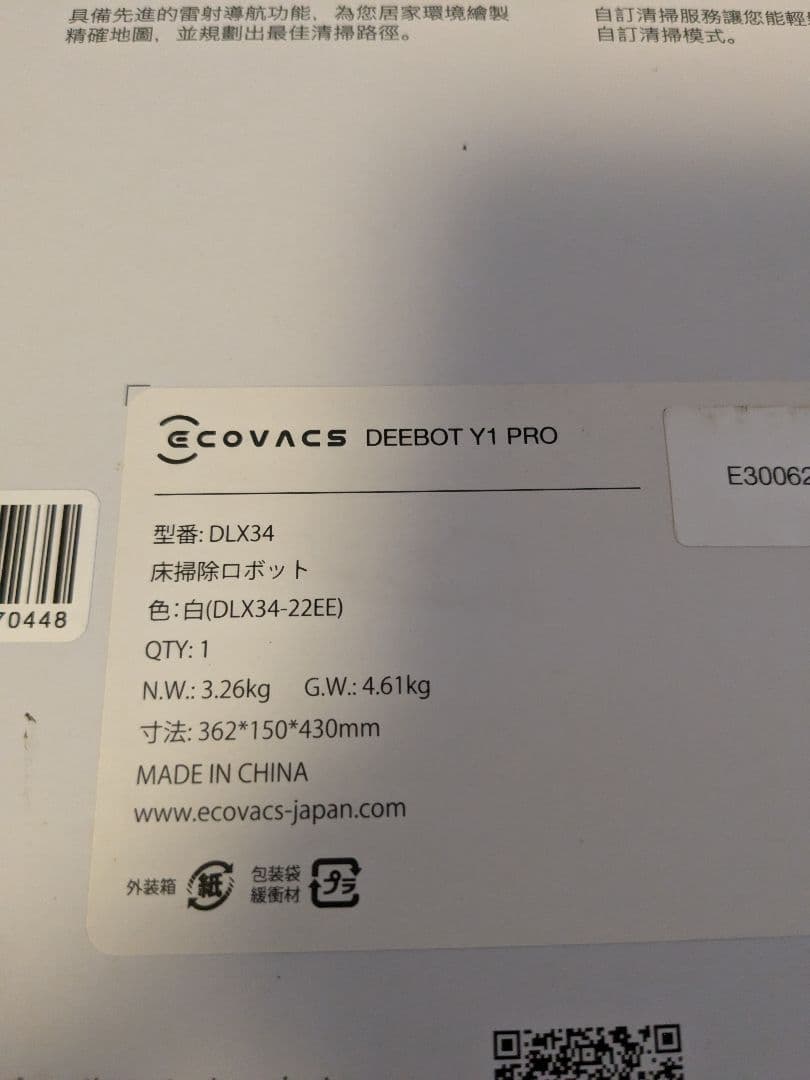 具備先進的雷射導航功能，為您居家環境繪製
精確地圖，並規劃出最佳清掃路徑。
自訂清掃服務讓您能輕
自訂清掃模式。
ECOVACS DEEBOT Y1 PRO
E30062
型番: DLX34
床掃除ロボット
色：白(DLX34-22EE)
QTY: 1
N.W.: 3.26kg G.W.: 4.61kg
寸法: 362*150*430mm
MADE IN CHINA
www.ecovacs-japan.com
外装箱 紙 包装袋 プラ
緩衝材
70448